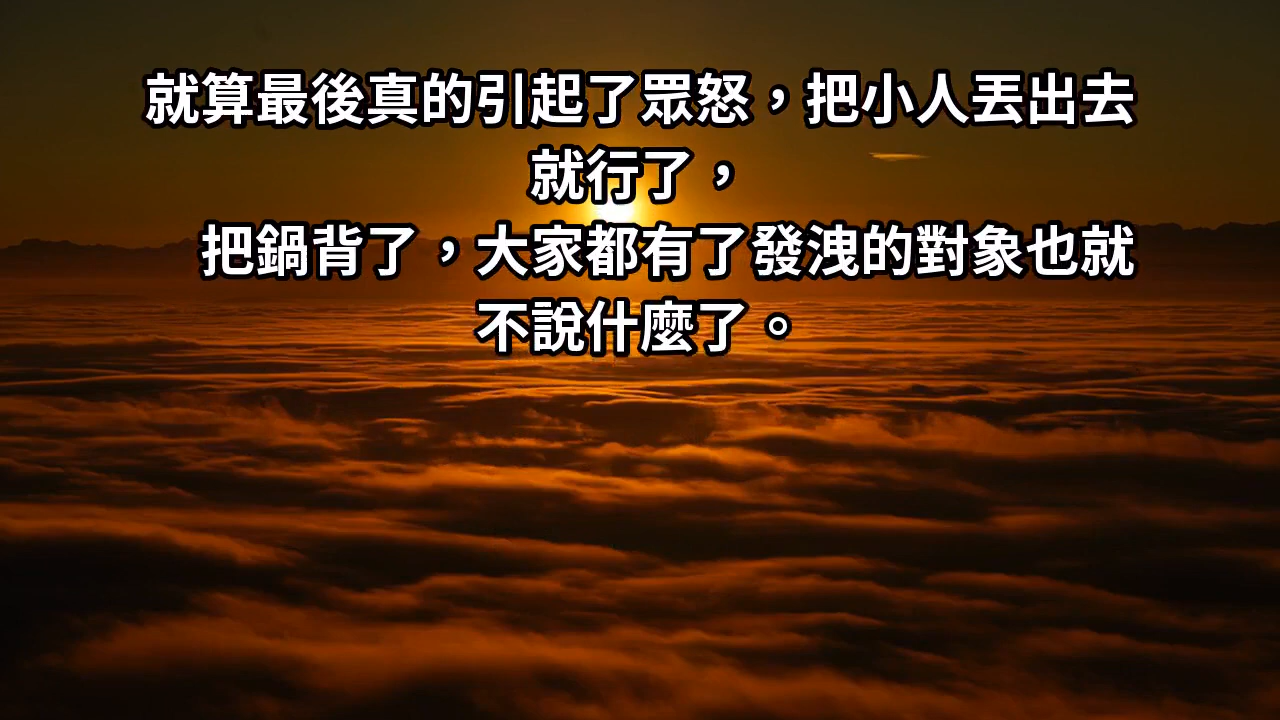 就算最後真的引起了眾怒，把小人丟出去
就行了，
把鍋背了，大家都有了發洩的對象也就
不說什麼了。